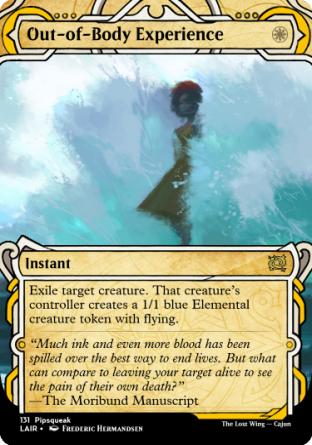 Out-of-Body Experience
Instant
Exile target creature. That creature's
controller creates a 1/1 blue Elemental
creature token with flying.
“Much ink and even more blood has been
spilled over the best way to end lives. But what
can compare to leaving your target alive to see
the pain of their own death?”
—The Moribund Manuscript
131 Pipsqueak
LAIR • Frederic Hermandsen
The Lost Wing — Cajun